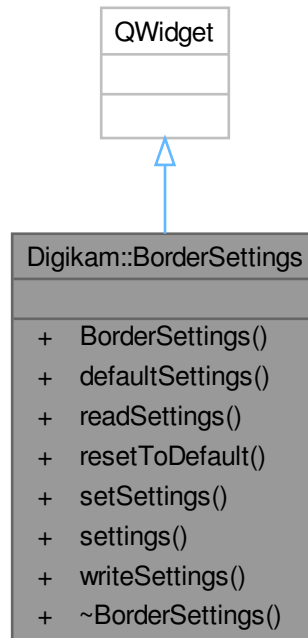 QWidget
Digikam::BorderSettings
+ BorderSettings()
+ defaultSettings()
+ readSettings()
+ resetToDefault()
+ setSettings()
+ settings()
+ writeSettings()
+ ~BorderSettings()